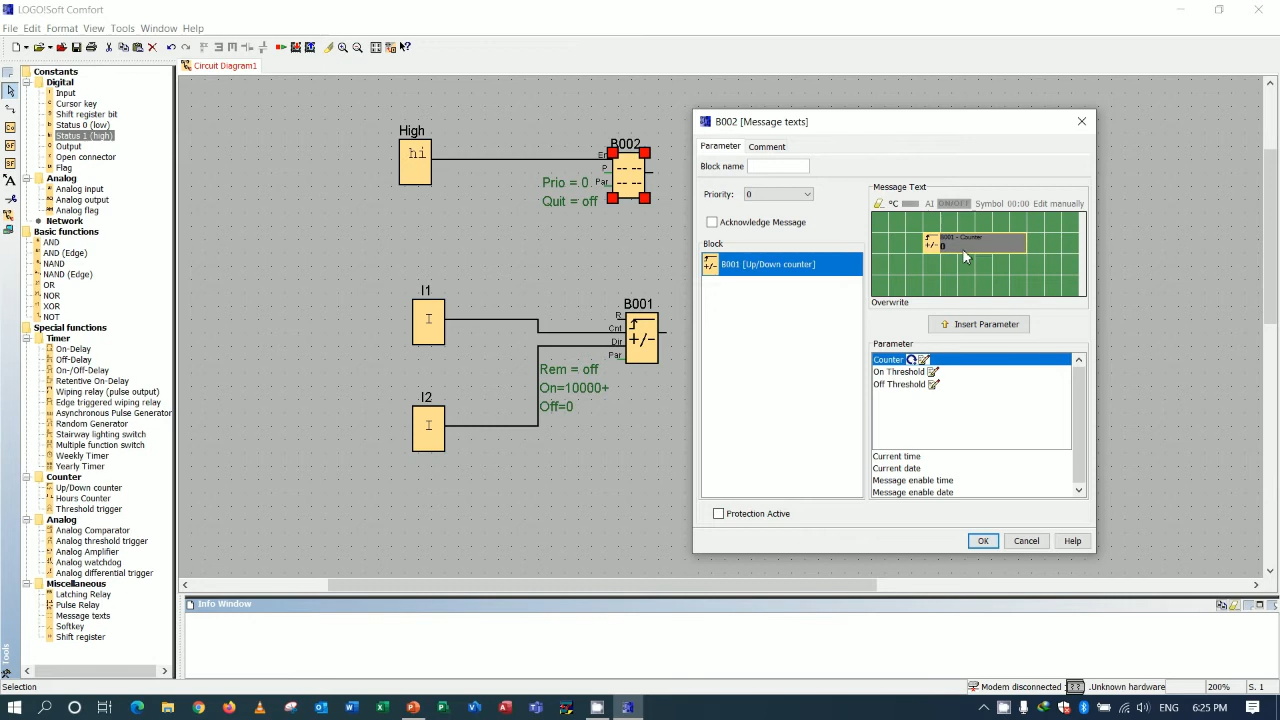 LOGO!Soft Comfort
File Edit Format View Tools Window Help
Circuit Diagram1
Constants
Digital
Input
Cursor key
Shift register bit
Status 0 (low)
Status 1 (high)
Output
Open connector
Flag
Analog
Analog input
Analog output
Analog flag
Network
Basic functions
AND
AND (Edge)
NAND
NAND (Edge)
OR
NOR
XOR
NOT
Special functions
Timer
On-Delay
Off-Delay
On-/Off-Delay
Retentive On-Delay
Wiping relay (pulse output)
Edge triggered wiping relay
Asynchronous Pulse Generator
Random Generator
Stairway lighting switch
Multiple function switch
Weekly Timer
Yearly Timer
Counter
Up/Down counter
Hours Counter
Threshold trigger
Analog
Analog Comparator
Analog threshold trigger
Analog Amplifier
Analog watchdog
Analog differential trigger
Miscellaneous
Latching Relay
Pulse Relay
Message texts
Softkey
Shift register
Tools
High
hi
B002
En
P
Par
Prio = 0
Quit = off
I1
I
I2
I
B001
R
Cnt
Dir
Par
+/-
Rem = off
On=10000+
Off=0
B002 [Message texts]
Parameter Comment
Block name
Priority: 0
Acknowledge Message
Block
B001 [Up/Down counter]
Message Text
°C AI ON/OFF Symbol 00:00 Edit manually
B001 - Counter
+/- 0
Overwrite
Insert Parameter
Parameter
Counter
On Threshold
Off Threshold
Current time
Current date
Message enable time
Message enable date
Protection Active
OK Cancel Help
Info Window
Selection
Modem disconnected ?? .Unknown hardware 200% S. 1
6:25 PM